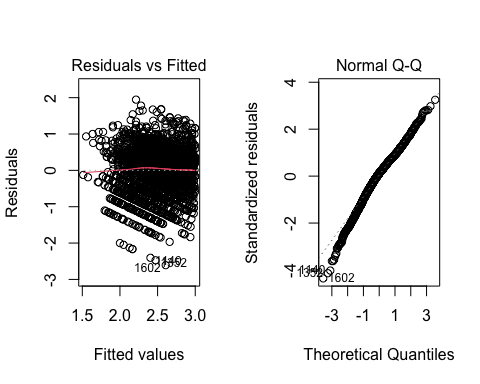 Residuals vs Fitted
Residuals
2
1
0
-1
-2
-3
1602
1.5 2.0 2.5 3.0
Fitted values
Normal Q-Q
Standardized residuals
4
2
0
-2
-4
1602
-3 -1 1 3
Theoretical Quantiles